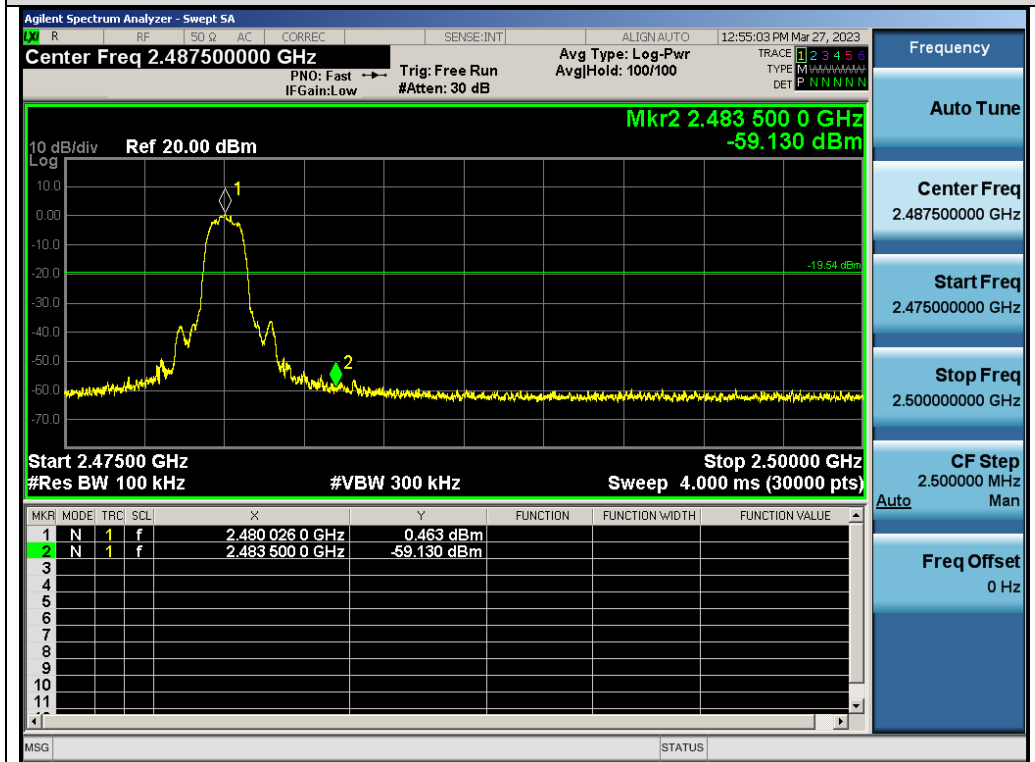 Agilent Spectrum Analyzer - Swept SA
LXI R RF 50 Ω AC CORREC SENSE:INT ALIGN AUTO 12:55:03 PM Mar 27, 2023
Center Freq 2.487500000 GHz
PNO: Fast
IFGain:Low
Trig: Free Run
#Atten: 30 dB
Avg Type: Log-Pwr
Avg|Hold: 100/100
TRACE 1 2 3 4 5 6
TYPE M
DET P N N N N N
Mkr2 2.483 500 0 GHz
-59.130 dBm
10 dB/div Ref 20.00 dBm
Log
10.0
0.00
-10.0
-20.0
-30.0
-40.0
-50.0
-60.0
-70.0
1
2
-19.54 dBm
Start 2.47500 GHz Stop 2.50000 GHz
#Res BW 100 kHz #VBW 300 kHz Sweep 4.000 ms (30000 pts)
MKR MODE TRC SCL X Y FUNCTION FUNCTION WIDTH FUNCTION VALUE
1 N 1 f 2.480 026 0 GHz 0.463 dBm
2 N 1 f 2.483 500 0 GHz -59.130 dBm
3
4
5
6
7
8
9
10
11
MSG STATUS
Frequency
Auto Tune
Center Freq
2.487500000 GHz
Start Freq
2.475000000 GHz
Stop Freq
2.500000000 GHz
CF Step
2.500000 MHz
Auto Man
Freq Offset
0 Hz